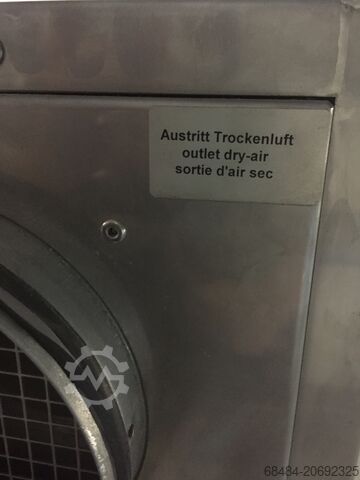 Austritt Trockenluft
outlet dry-air
sortie d'air sec
68484-20692325